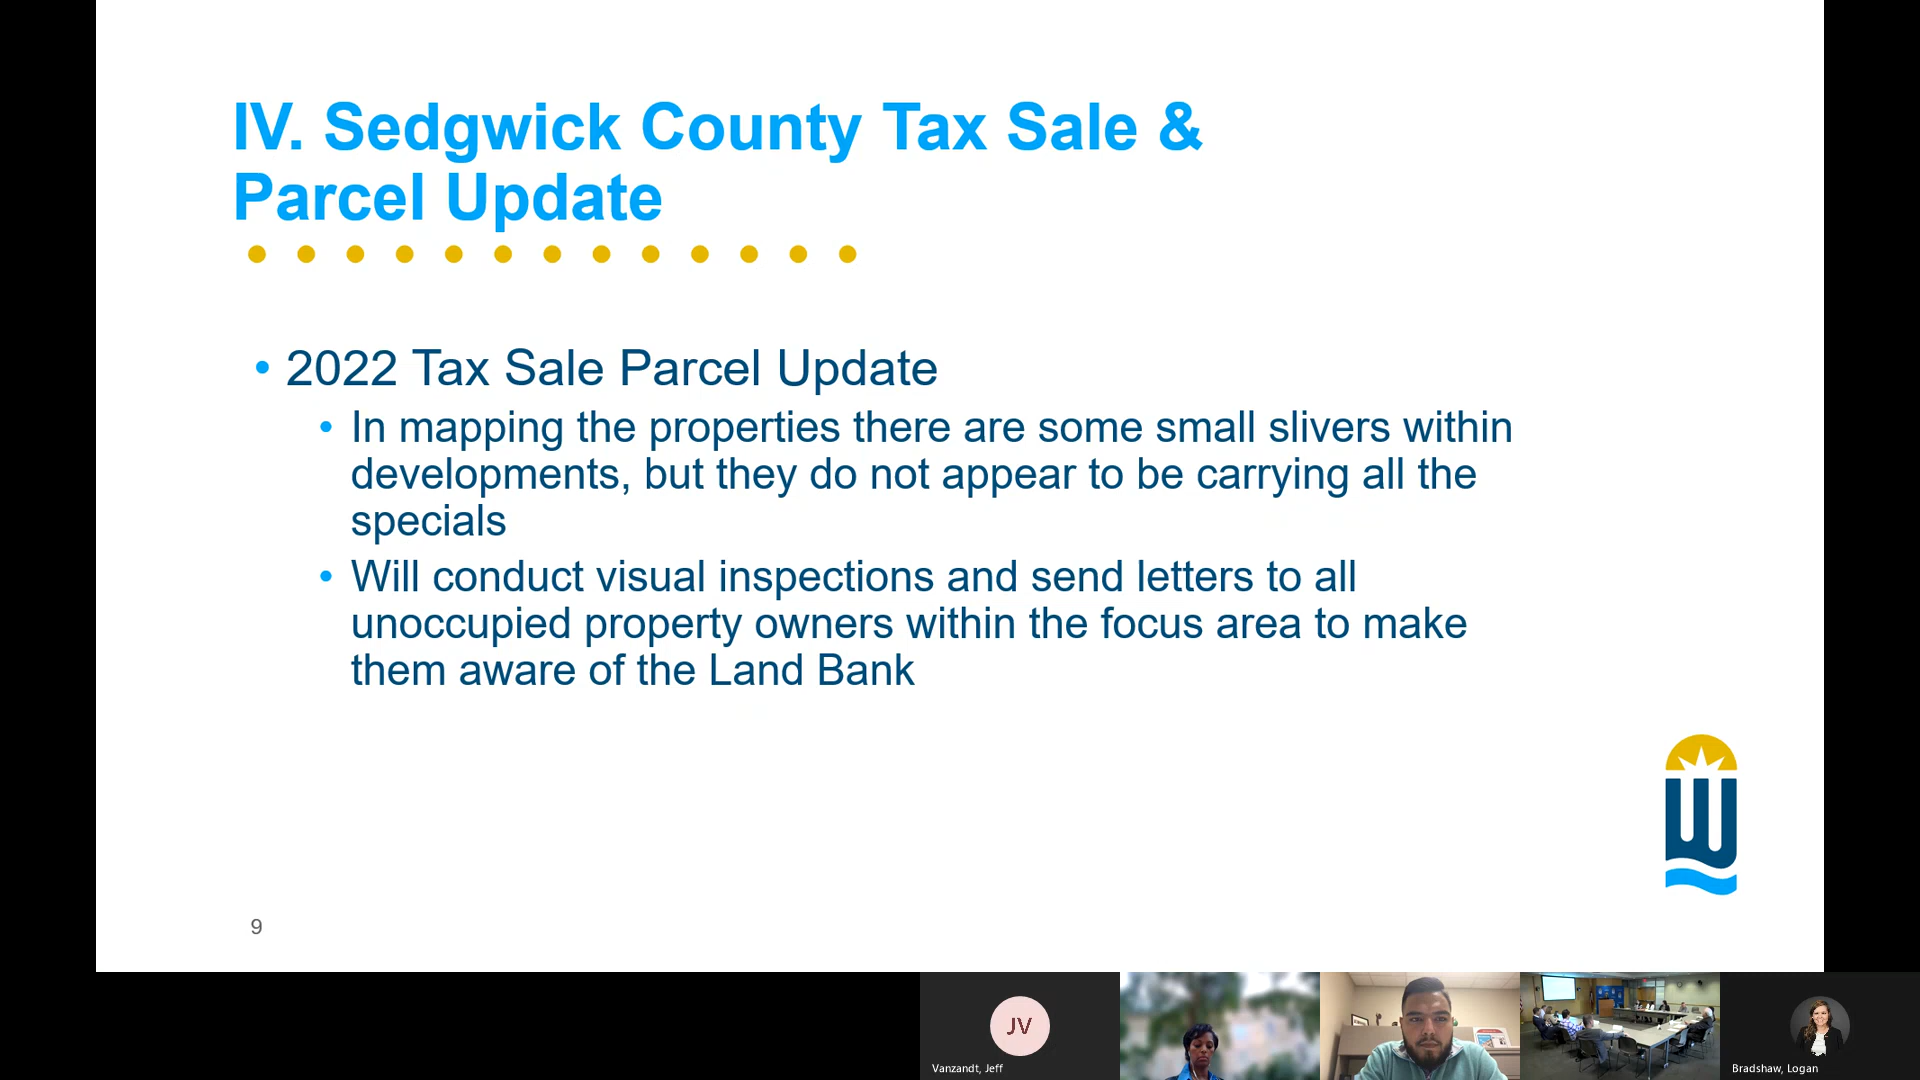 IV. Sedgwick County Tax Sale &
Parcel Update
• 2022 Tax Sale Parcel Update
• In mapping the properties there are some small slivers within
developments, but they do not appear to be carrying all the
specials
• Will conduct visual inspections and send letters to all
unoccupied property owners within the focus area to make
them aware of the Land Bank
9
JV
Vanzandt, Jeff
Bradshaw, Logan